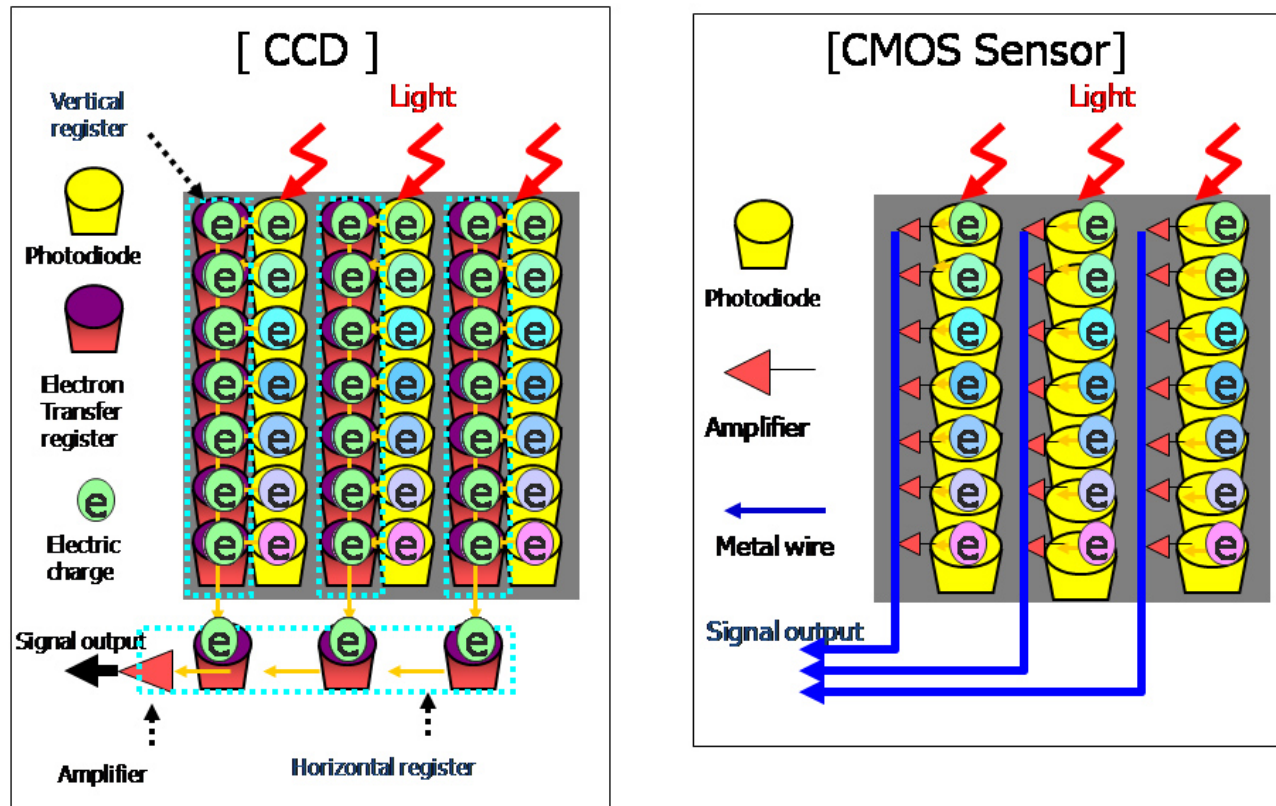 [ CCD ]
Light
Vertical
register
Photodiode
Electron
Transfer
register
e
Electric
charge
e e e e e e
e e e e e e
e e e e e e
e e e e e e
e e e e e e
e e e e e e
e e e e e e
e e e
Signal output
Amplifier
Horizontal register
[CMOS Sensor]
Light
Photodiode
Amplifier
Metal wire
e e e
e e e
e e e
e e e
e e e
e e e
e e e
Signal output